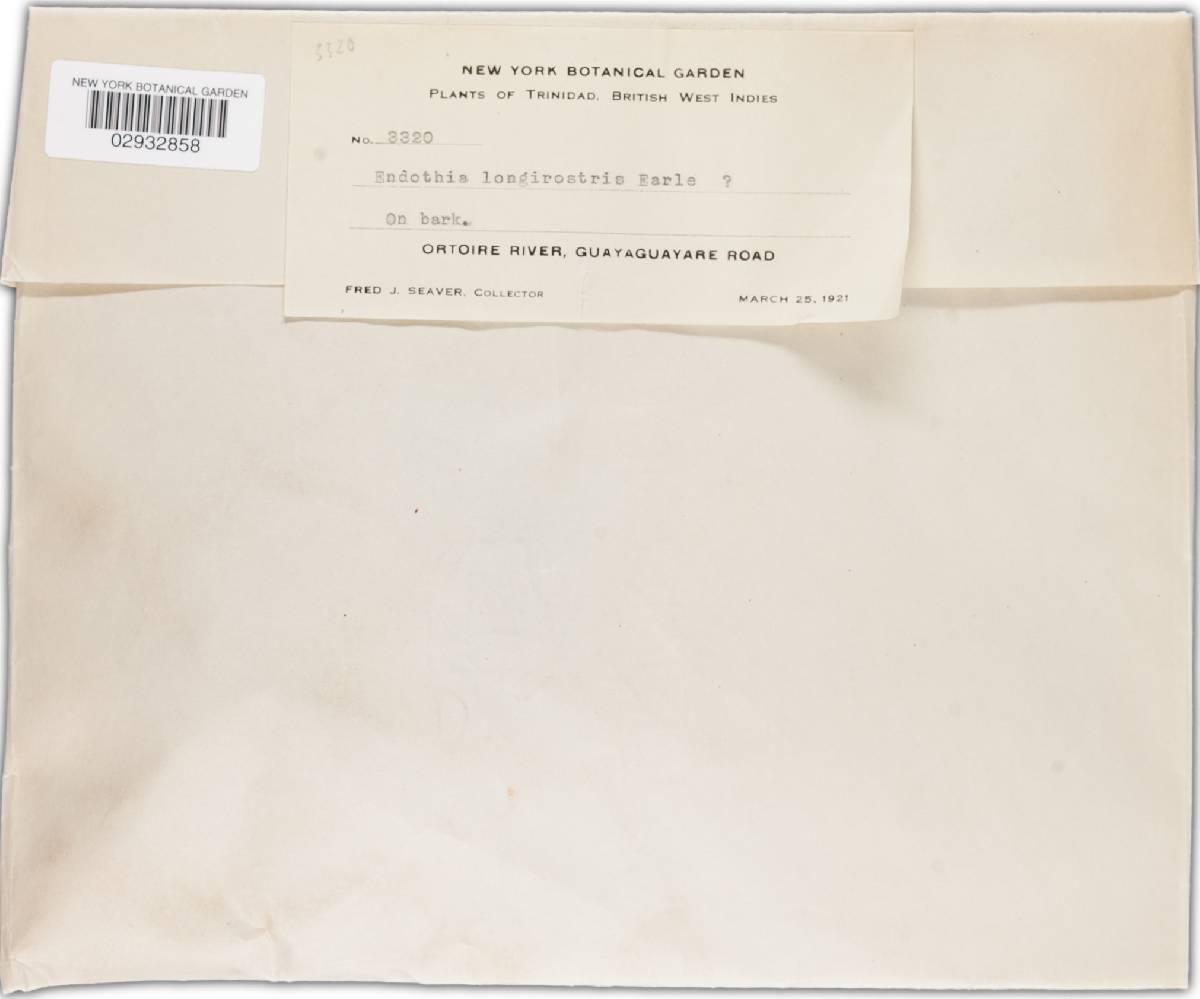 3320
NEW YORK BOTANICAL GARDEN
02932858
NEW YORK BOTANICAL GARDEN
PLANTS OF TRINIDAD, BRITISH WEST INDIES
No. 3320
Endothia longirostris Earle ?
On bark.
ORTOIRE RIVER, GUAYAGUAYARE ROAD
FRED J. SEAVER, COLLECTOR
MARCH 25, 1921